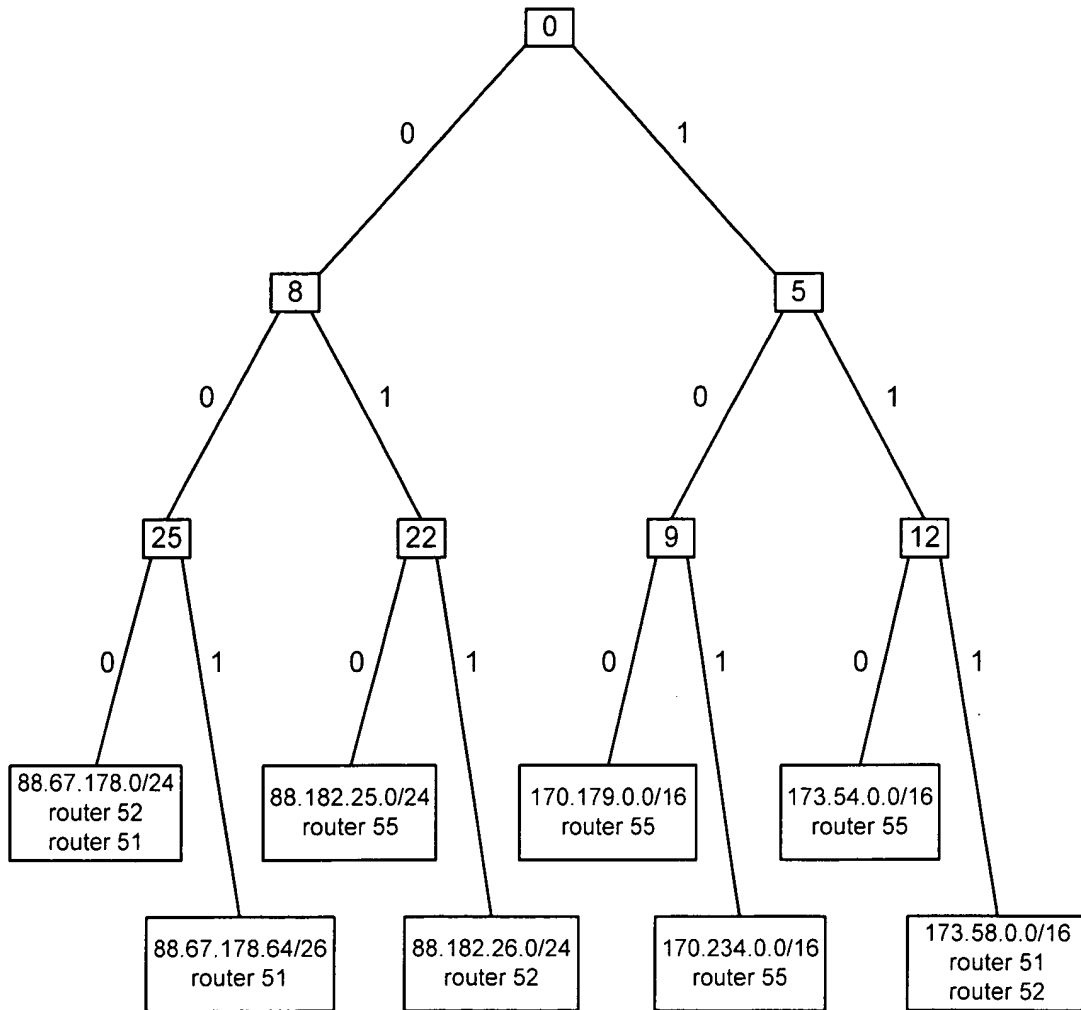 0
0
1
8
5
0
1
0
1
25
22
9
12
0
1
0
1
0
1
0
1
88.67.178.0/24
router 52
router 51
88.182.25.0/24
router 55
170.179.0.0/16
router 55
173.54.0.0/16
router 55
88.67.178.64/26
router 51
88.182.26.0/24
router 52
170.234.0.0/16
router 55
173.58.0.0/16
router 51
router 52